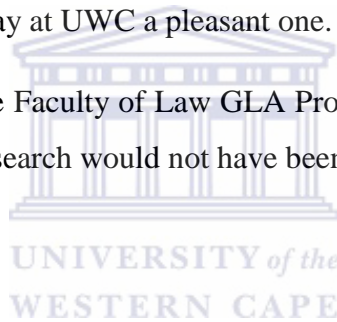 ay at UWC a pleasant one.
e Faculty of Law GLA Pro
search would not have been
UNIVERSITY of the
WESTERN CAPE